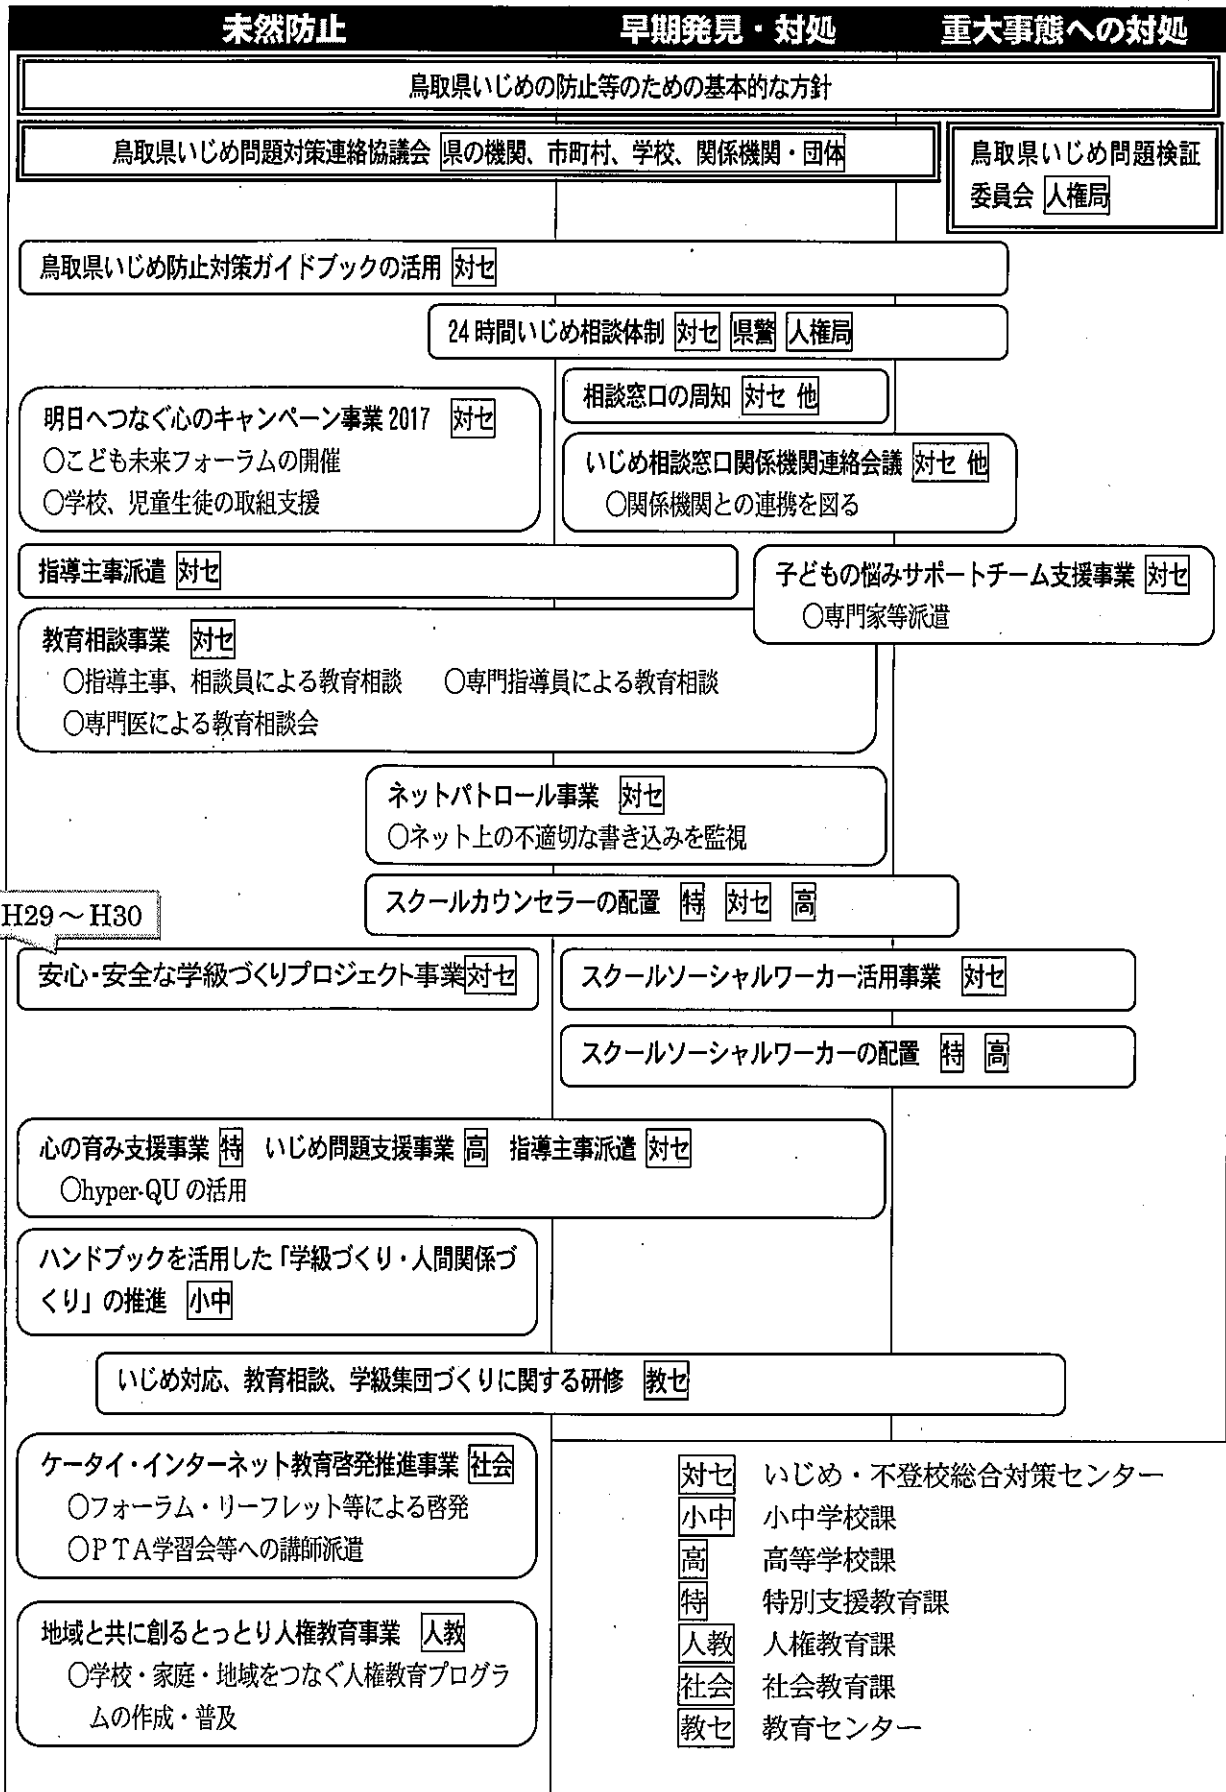 未然防止 早期発見・対処 重大事態への対処
鳥取県いじめの防止等のための基本的な方針
鳥取県いじめ問題対策連絡協議会 県の機関、市町村、学校、関係機関・団体
鳥取県いじめ問題検証
委員会 人権局
鳥取県いじめ防止対策ガイドブックの活用 対セ
24時間いじめ相談体制 対セ 県警 人権局
相談窓口の周知 対セ 他
明日へつなぐ心のキャンペーン事業2017 対セ
○こども未来フォーラムの開催
○学校、児童生徒の取組支援
いじめ相談窓口関係機関連絡会議 対セ 他
○関係機関との連携を図る
指導主事派遣 対セ
子どもの悩みサポートチーム支援事業 対セ
○専門家等派遣
教育相談事業 対セ
○指導主事、相談員による教育相談 ○専門指導員による教育相談
○専門医による教育相談会
ネットパトロール事業 対セ
○ネット上の不適切な書き込みを監視
スクールカウンセラーの配置 特 対セ 高
H29～H30
安心・安全な学級づくりプロジェクト事業 対セ
スクールソーシャルワーカー活用事業 対セ
スクールソーシャルワーカーの配置 特 高
心の育み支援事業 特 いじめ問題支援事業 高 指導主事派遣 対セ
○hyper-QUの活用
ハンドブックを活用した「学級づくり・人間関係づ
くり」の推進 小中
いじめ対応、教育相談、学級集団づくりに関する研修 教セ
ケータイ・インターネット教育啓発推進事業 社会
○フォーラム・リーフレット等による啓発
○PTA学習会等への講師派遣
地域と共に創るとっとり人権教育事業 人教
○学校・家庭・地域をつなぐ人権教育プログラ
ムの作成・普及
対セ いじめ・不登校総合対策センター
小中 小中学校課
高 高等学校課
特 特別支援教育課
人教 人権教育課
社会 社会教育課
教セ 教育センター